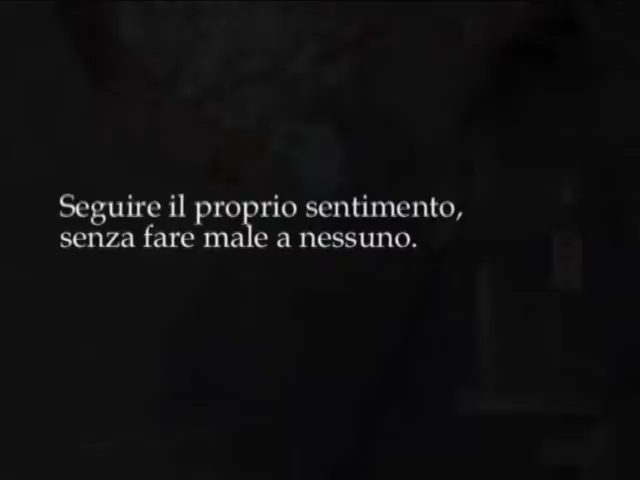 Seguire il proprio sentimento,
senza fare male a nessuno.